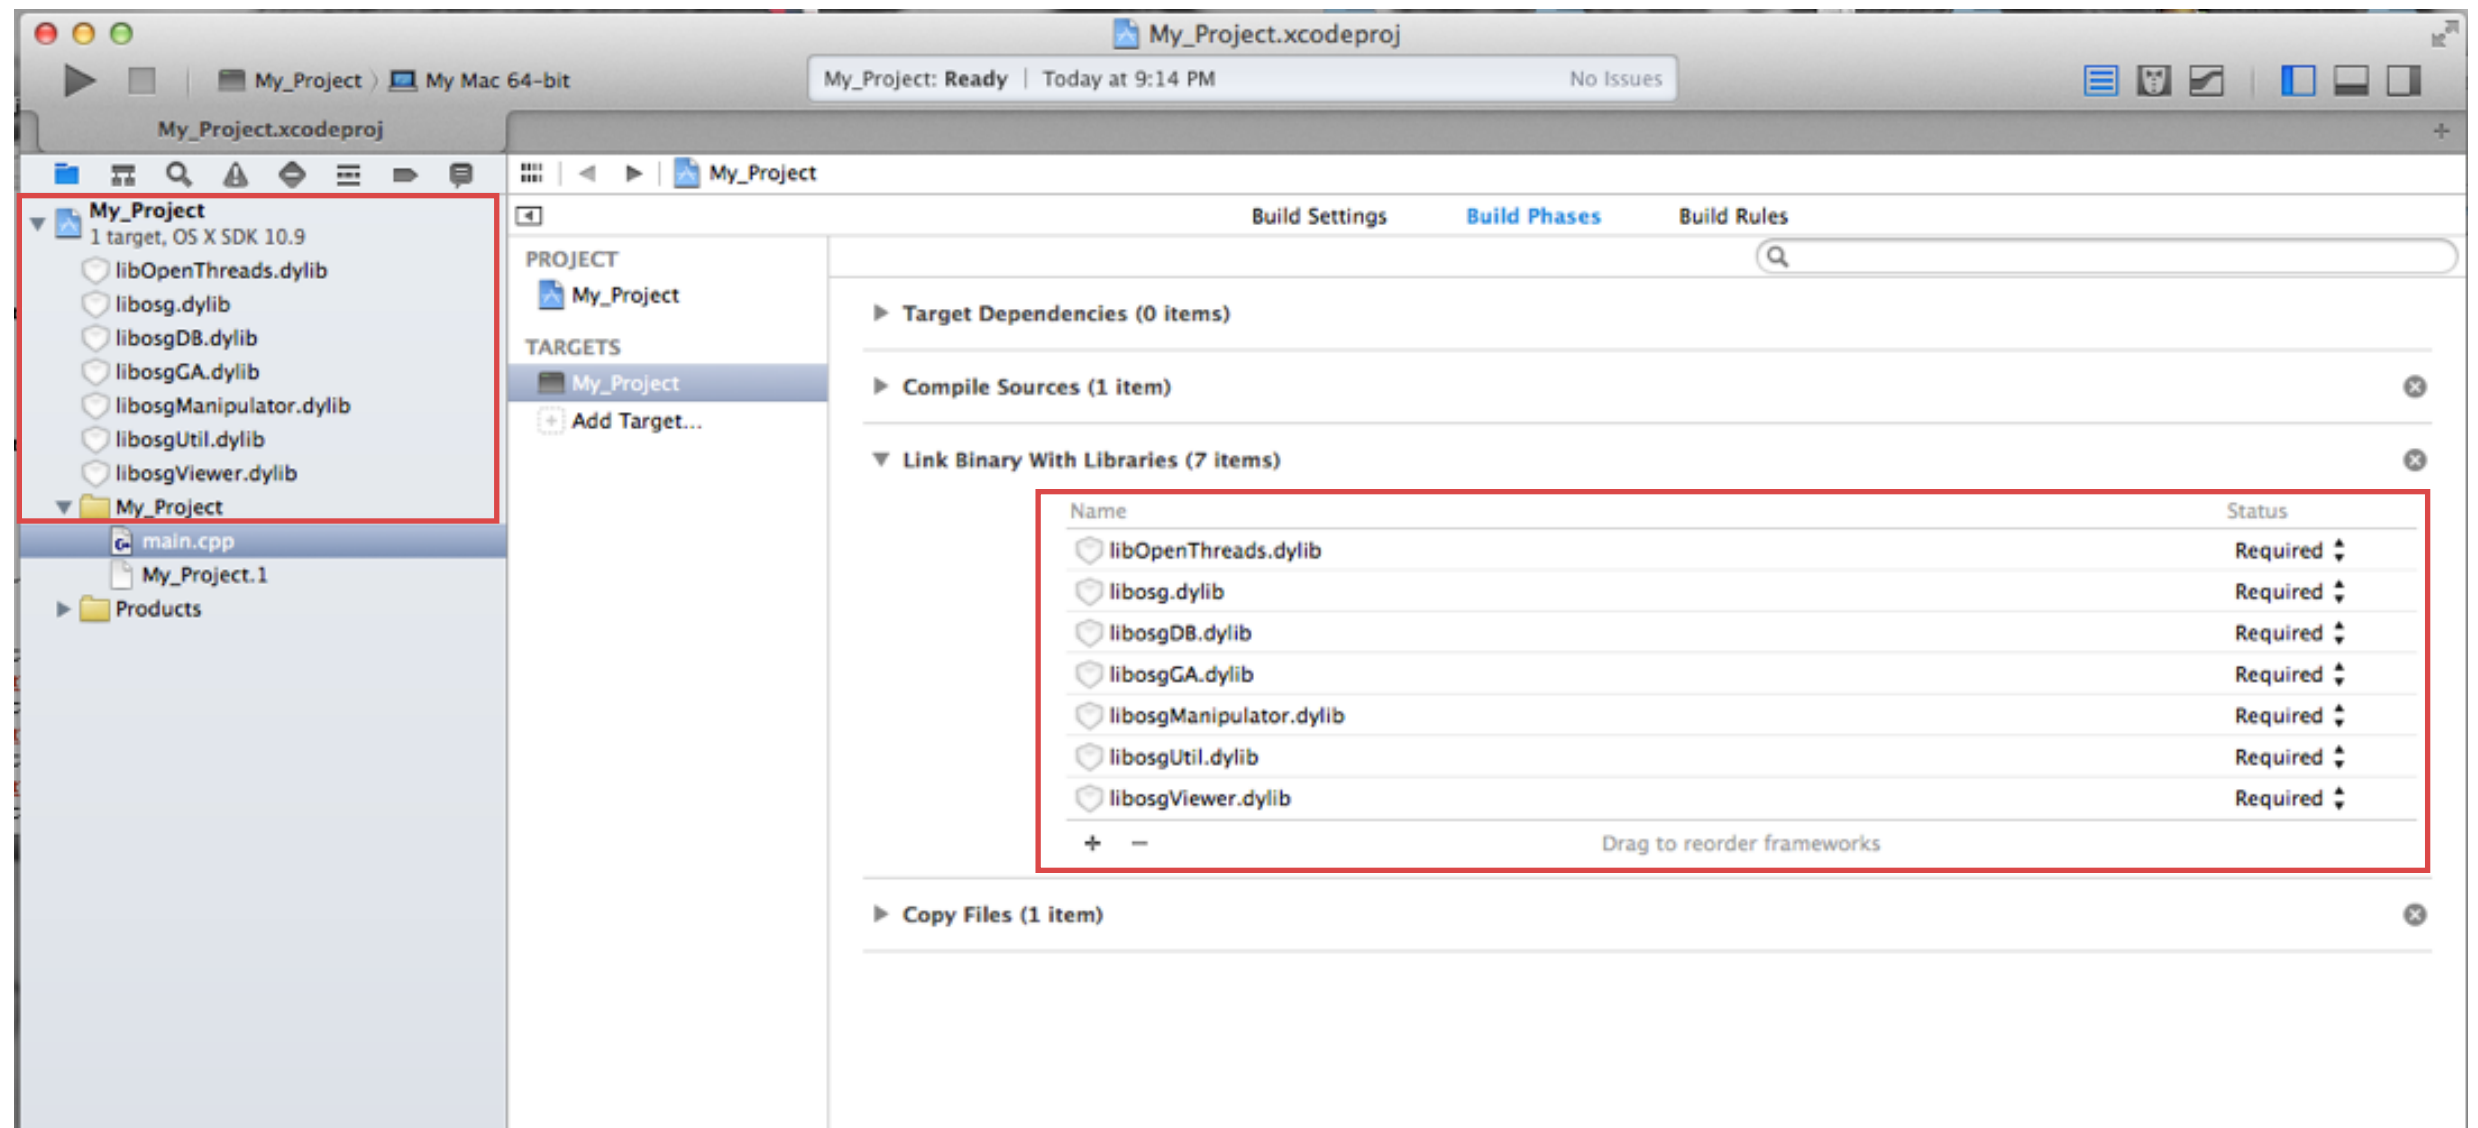 My_Project.xcodeproj
My_Project My Mac 64-bit
My_Project: Ready | Today at 9:14 PM No Issues
My_Project.xcodeproj
My_Project
My_Project
1 target, OS X SDK 10.9
libOpenThreads.dylib
libosg.dylib
libosgDB.dylib
libosgGA.dylib
libosgManipulator.dylib
libosgUtil.dylib
libosgViewer.dylib
My_Project
main.cpp
My_Project.1
Products
Build Settings Build Phases Build Rules
PROJECT
My_Project
TARGETS
My_Project
Add Target...
Target Dependencies (0 items)
Compile Sources (1 item)
Link Binary With Libraries (7 items)
Name Status
libOpenThreads.dylib Required
libosg.dylib Required
libosgDB.dylib Required
libosgGA.dylib Required
libosgManipulator.dylib Required
libosgUtil.dylib Required
libosgViewer.dylib Required
+ − Drag to reorder frameworks
Copy Files (1 item)